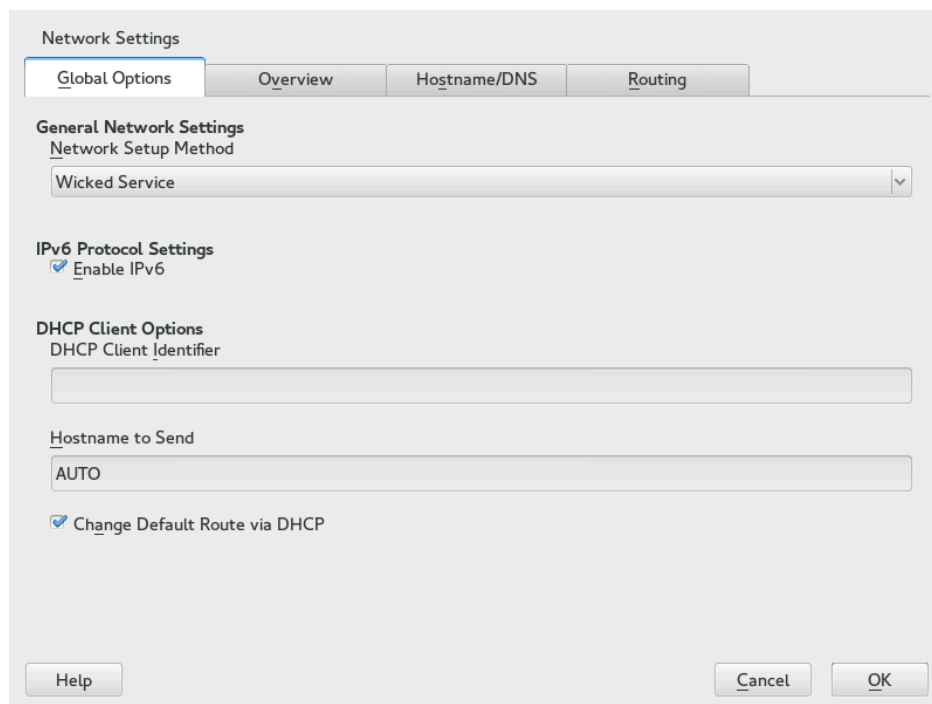 Network Settings
Global Options Overview Hostname/DNS Routing
General Network Settings
Network Setup Method
Wicked Service
IPv6 Protocol Settings
Enable IPv6
DHCP Client Options
DHCP Client Identifier
Hostname to Send
AUTO
Change Default Route via DHCP
Help Cancel OK